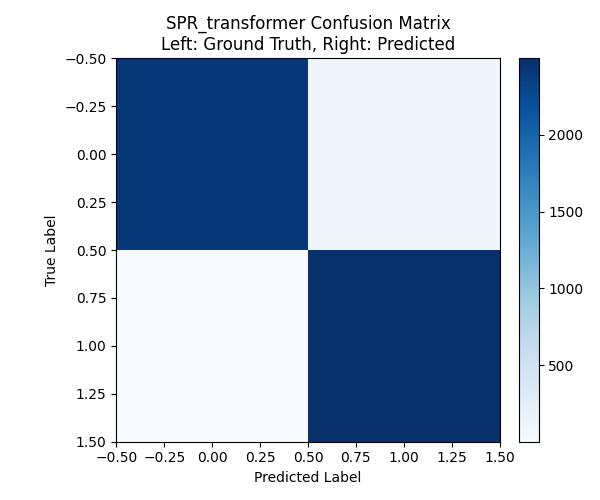 SPR_transformer Confusion Matrix
Left: Ground Truth, Right: Predicted
−0.50
−0.25
0.00
0.25
0.50
0.75
1.00
1.25
1.50
True Label
−0.50 −0.25 0.00 0.25 0.50 0.75 1.00 1.25 1.50
Predicted Label
2000
1500
1000
500